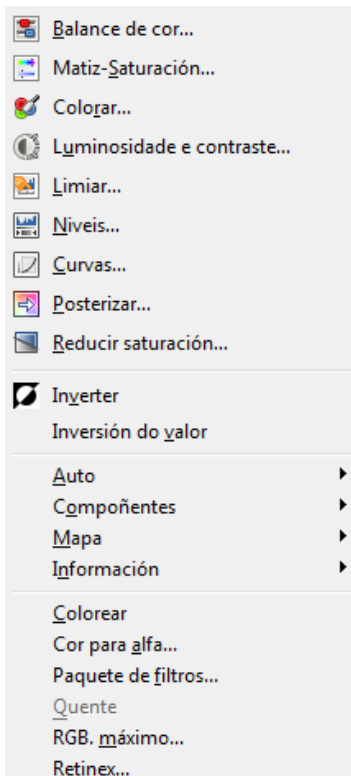 Balance de cor...
Matiz-Saturación...
Colorar...
Luminosidade e contraste...
Limiar...
Niveis...
Curvas...
Posterizar...
Reducir saturación...
Inverter
Inversión do valor
Auto
Compoñentes
Mapa
Información
Colorear
Cor para alfa...
Paquete de filtros...
Quente
RGB. máximo...
Retinex...